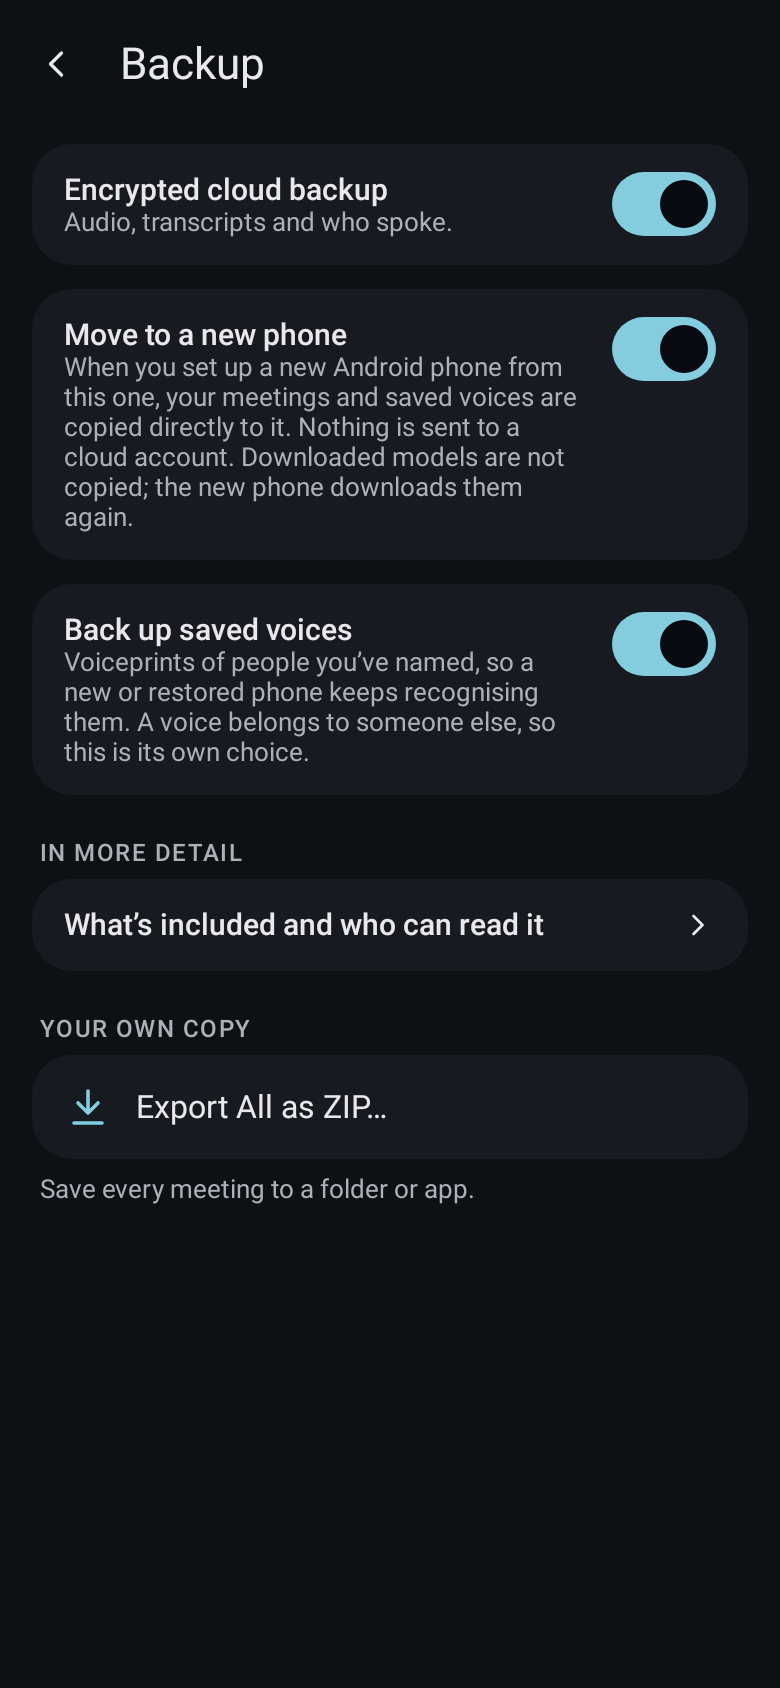 Backup
Encrypted cloud backup
Audio, transcripts and who spoke.
Move to a new phone
When you set up a new Android phone from
this one, your meetings and saved voices are
copied directly to it. Nothing is sent to a
cloud account. Downloaded models are not
copied; the new phone downloads them
again.
Back up saved voices
Voiceprints of people you’ve named, so a
new or restored phone keeps recognising
them. A voice belongs to someone else, so
this is its own choice.
IN MORE DETAIL
What’s included and who can read it
YOUR OWN COPY
Export All as ZIP…
Save every meeting to a folder or app.